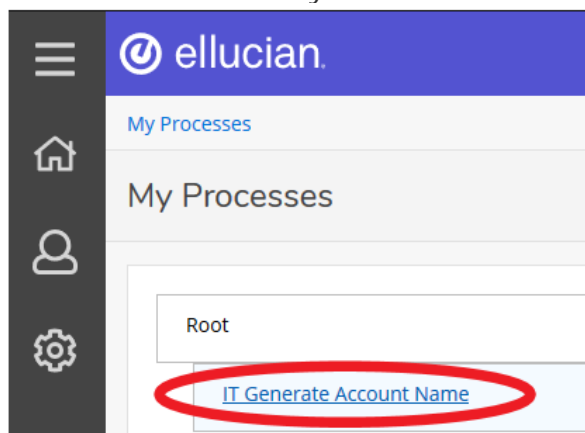 ellucian.
My Processes
My Processes
Root
IT Generate Account Name